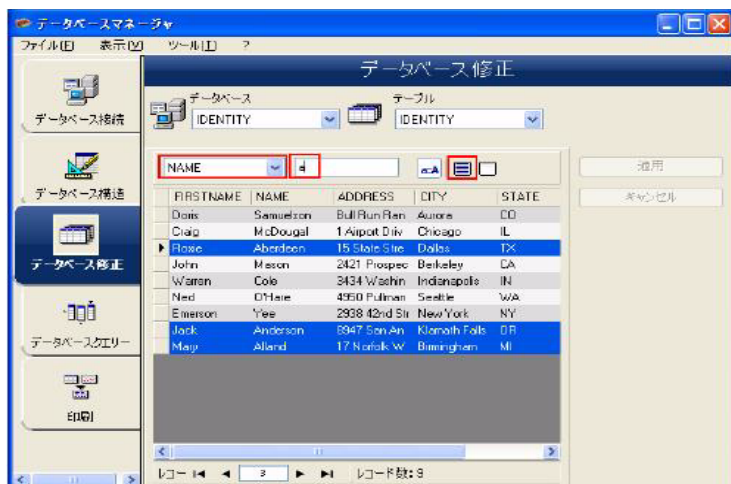 データベースマネージャ
ファイル(F) 表示(V) ツール(T) ?
データベース接続
データベース構造
データベース修正
データベースクエリー
印刷
データベース修正
データベース テーブル
IDENTITY IDENTITY
NAME a a:A
適用
キャンセル
FIRSTNAME NAME ADDRESS CITY STATE
Doris Samuelson Bull Run Ran Aurora CO
Craig McDougal 1 Airport Driv Chicago IL
Roxie Aberdeen 15 State Stre Dallas TX
John Mason 2421 Prospec Berkeley CA
Warren Cole 3434 Washin Indianapolis IN
Ned O'Hare 4950 Pullman Seattle WA
Emerson Yee 2938 42nd Str New York NY
Jack Anderson 8947 San An Klamath Falls OR
Mary Alland 17 Norfolk W Birmingham MI
レコー 3 レコード数: 9